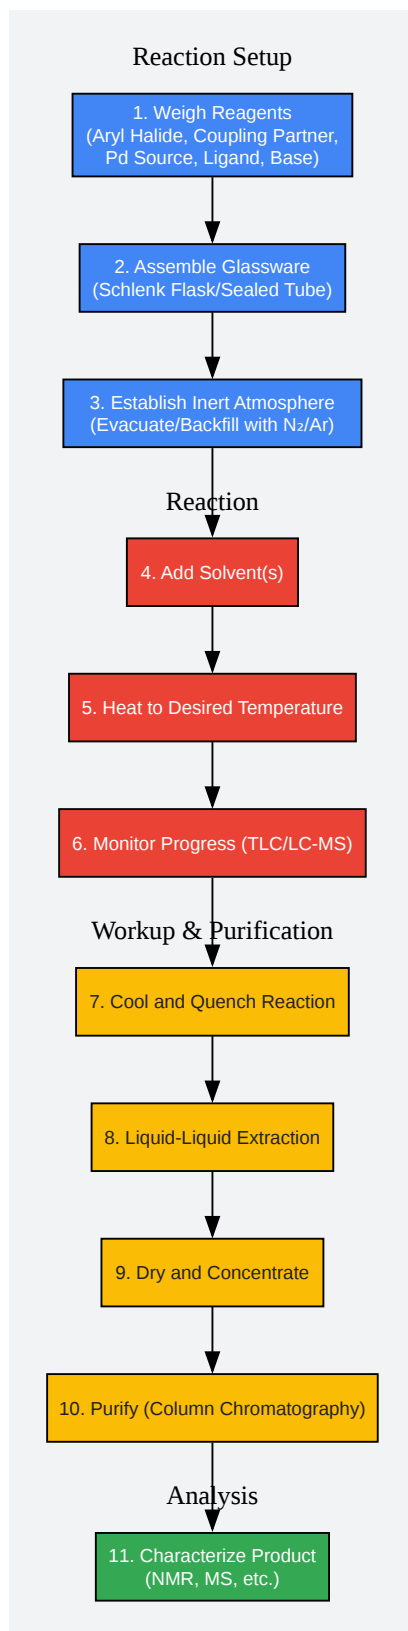 Reaction Setup
1. Weigh Reagents
(Aryl Halide, Coupling Partner,
Pd Source, Ligand, Base)
2. Assemble Glassware
(Schlenk Flask/Sealed Tube)
3. Establish Inert Atmosphere
(Evacuate/Backfill with N₂/Ar)
Reaction
4. Add Solvent(s)
5. Heat to Desired Temperature
6. Monitor Progress (TLC/LC-MS)
Workup & Purification
7. Cool and Quench Reaction
8. Liquid-Liquid Extraction
9. Dry and Concentrate
10. Purify (Column Chromatography)
Analysis
11. Characterize Product
(NMR, MS, etc.)